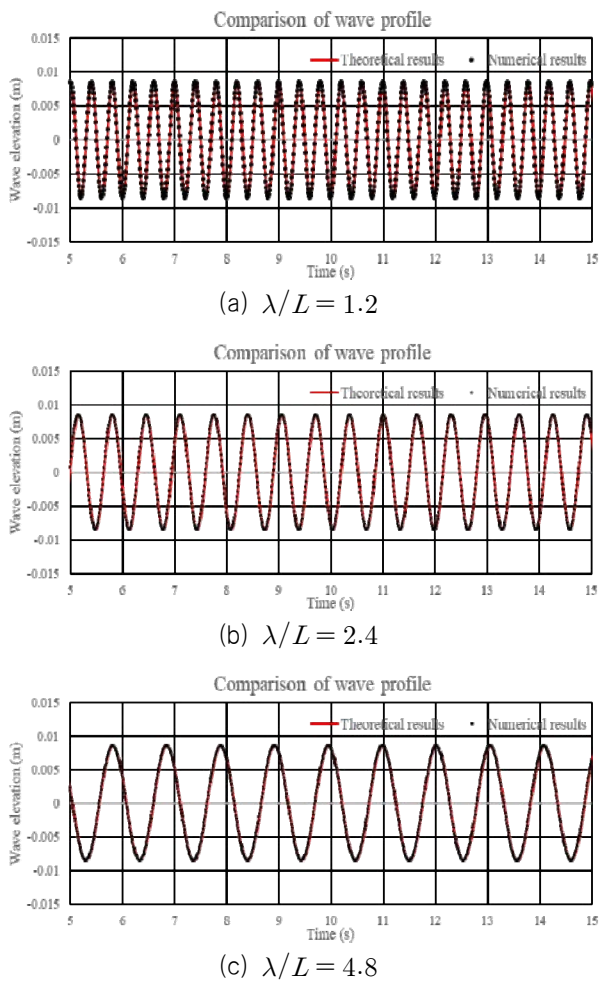 Comparison of wave profile
Theoretical results Numerical results
0.015
0.01
0.005
0
-0.005
-0.01
-0.015
Wave elevation (m)
5 6 7 8 9 10 11 12 13 14 15
Time (s)
(a) λ/L = 1.2
Comparison of wave profile
Theoretical results Numerical results
0.015
0.01
0.005
0
-0.005
-0.01
-0.015
Wave elevation (m)
5 6 7 8 9 10 11 12 13 14 15
Time (s)
(b) λ/L = 2.4
Comparison of wave profile
Theoretical results Numerical results
0.015
0.01
0.005
0
-0.005
-0.01
-0.015
Wave elevation (m)
5 6 7 8 9 10 11 12 13 14 15
Time (s)
(c) λ/L = 4.8